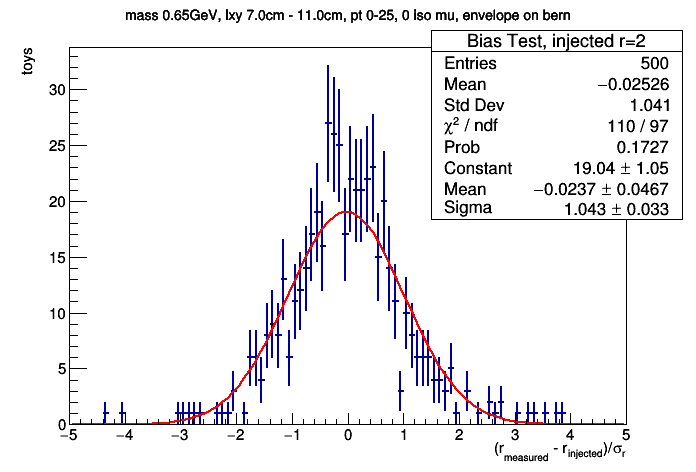 mass 0.65GeV, lxy 7.0cm - 11.0cm, pt 0-25, 0 Iso mu, envelope on bern
Bias Test, injected r=2
Entries 500
Mean −0.02526
Std Dev 1.041
χ² / ndf 110 / 97
Prob 0.1727
Constant 19.04 ± 1.05
Mean −0.0237 ± 0.0467
Sigma 1.043 ± 0.033
toys
30
25
20
15
10
5
0
−5 −4 −3 −2 −1 0 1 2 3 4 5
(r_measured - r_injected)/σ_r